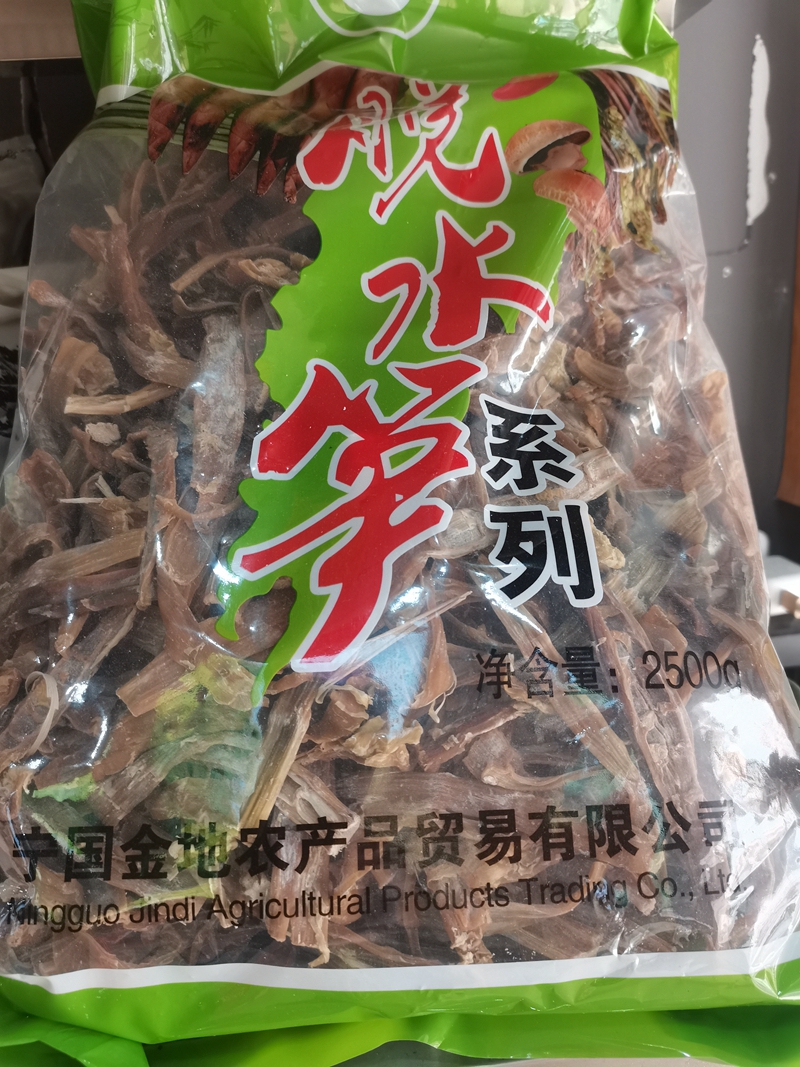 脱水笋
系列
净含量：2500g
宁国金地农产品贸易有限公司
Ningguo Jindi Agricultural Products Trading Co., Ltd.